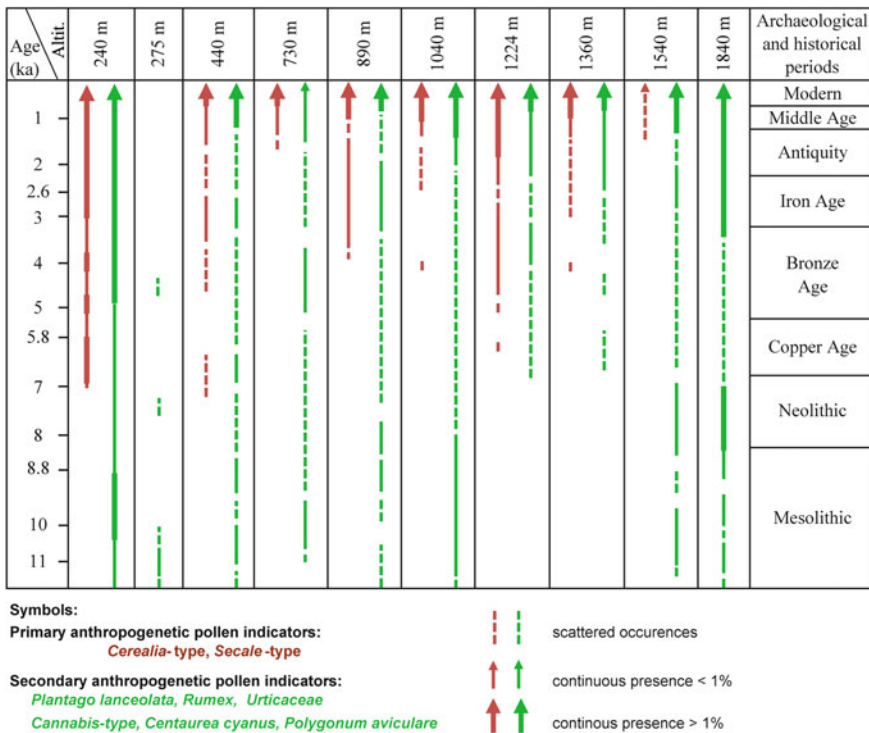 Age (ka) Altit. 240 m 275 m 440 m 730 m 890 m 1040 m 1224 m 1360 m 1540 m 1840 m Archaeological and historical periods
Modern
1 Middle Age
2 Antiquity
2.6 Iron Age
3
4 Bronze Age
5
5.8 Copper Age
7 Neolithic
8
8.8
10 Mesolithic
11
Symbols:
Primary anthropogenetic pollen indicators: scattered occurences
Cerealia-type, Secale-type
Secondary anthropogenetic pollen indicators: continuous presence < 1%
Plantago lanceolata, Rumex, Urticaceae
Cannabis-type, Centaurea cyanus, Polygonum aviculare continous presence > 1%